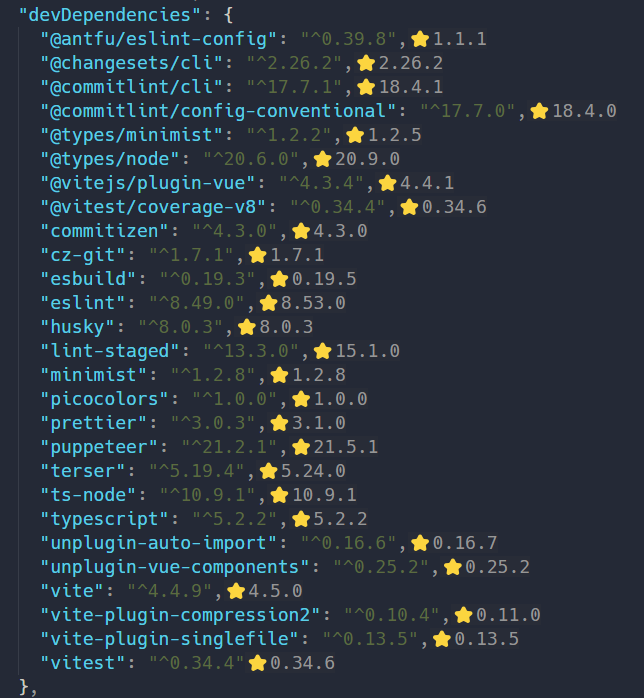 "devDependencies": {
"@antfu/eslint-config": "^0.39.8",⭐1.1.1
"@changesets/cli": "^2.26.2",⭐2.26.2
"@commitlint/cli": "^17.7.1",⭐18.4.1
"@commitlint/config-conventional": "^17.7.0",⭐18.4.0
"@types/minimist": "^1.2.2",⭐1.2.5
"@types/node": "^20.6.0",⭐20.9.0
"@vitejs/plugin-vue": "^4.3.4",⭐4.4.1
"@vitest/coverage-v8": "^0.34.4",⭐0.34.6
"commitizen": "^4.3.0",⭐4.3.0
"cz-git": "^1.7.1",⭐1.7.1
"esbuild": "^0.19.3",⭐0.19.5
"eslint": "^8.49.0",⭐8.53.0
"husky": "^8.0.3",⭐8.0.3
"lint-staged": "^13.3.0",⭐15.1.0
"minimist": "^1.2.8",⭐1.2.8
"picocolors": "^1.0.0",⭐1.0.0
"prettier": "^3.0.3",⭐3.1.0
"puppeteer": "^21.2.1",⭐21.5.1
"terser": "^5.19.4",⭐5.24.0
"ts-node": "^10.9.1",⭐10.9.1
"typescript": "^5.2.2",⭐5.2.2
"unplugin-auto-import": "^0.16.6",⭐0.16.7
"unplugin-vue-components": "^0.25.2",⭐0.25.2
"vite": "^4.4.9",⭐4.5.0
"vite-plugin-compression2": "^0.10.4",⭐0.11.0
"vite-plugin-singlefile": "^0.13.5",⭐0.13.5
"vitest": "^0.34.4"⭐0.34.6
},